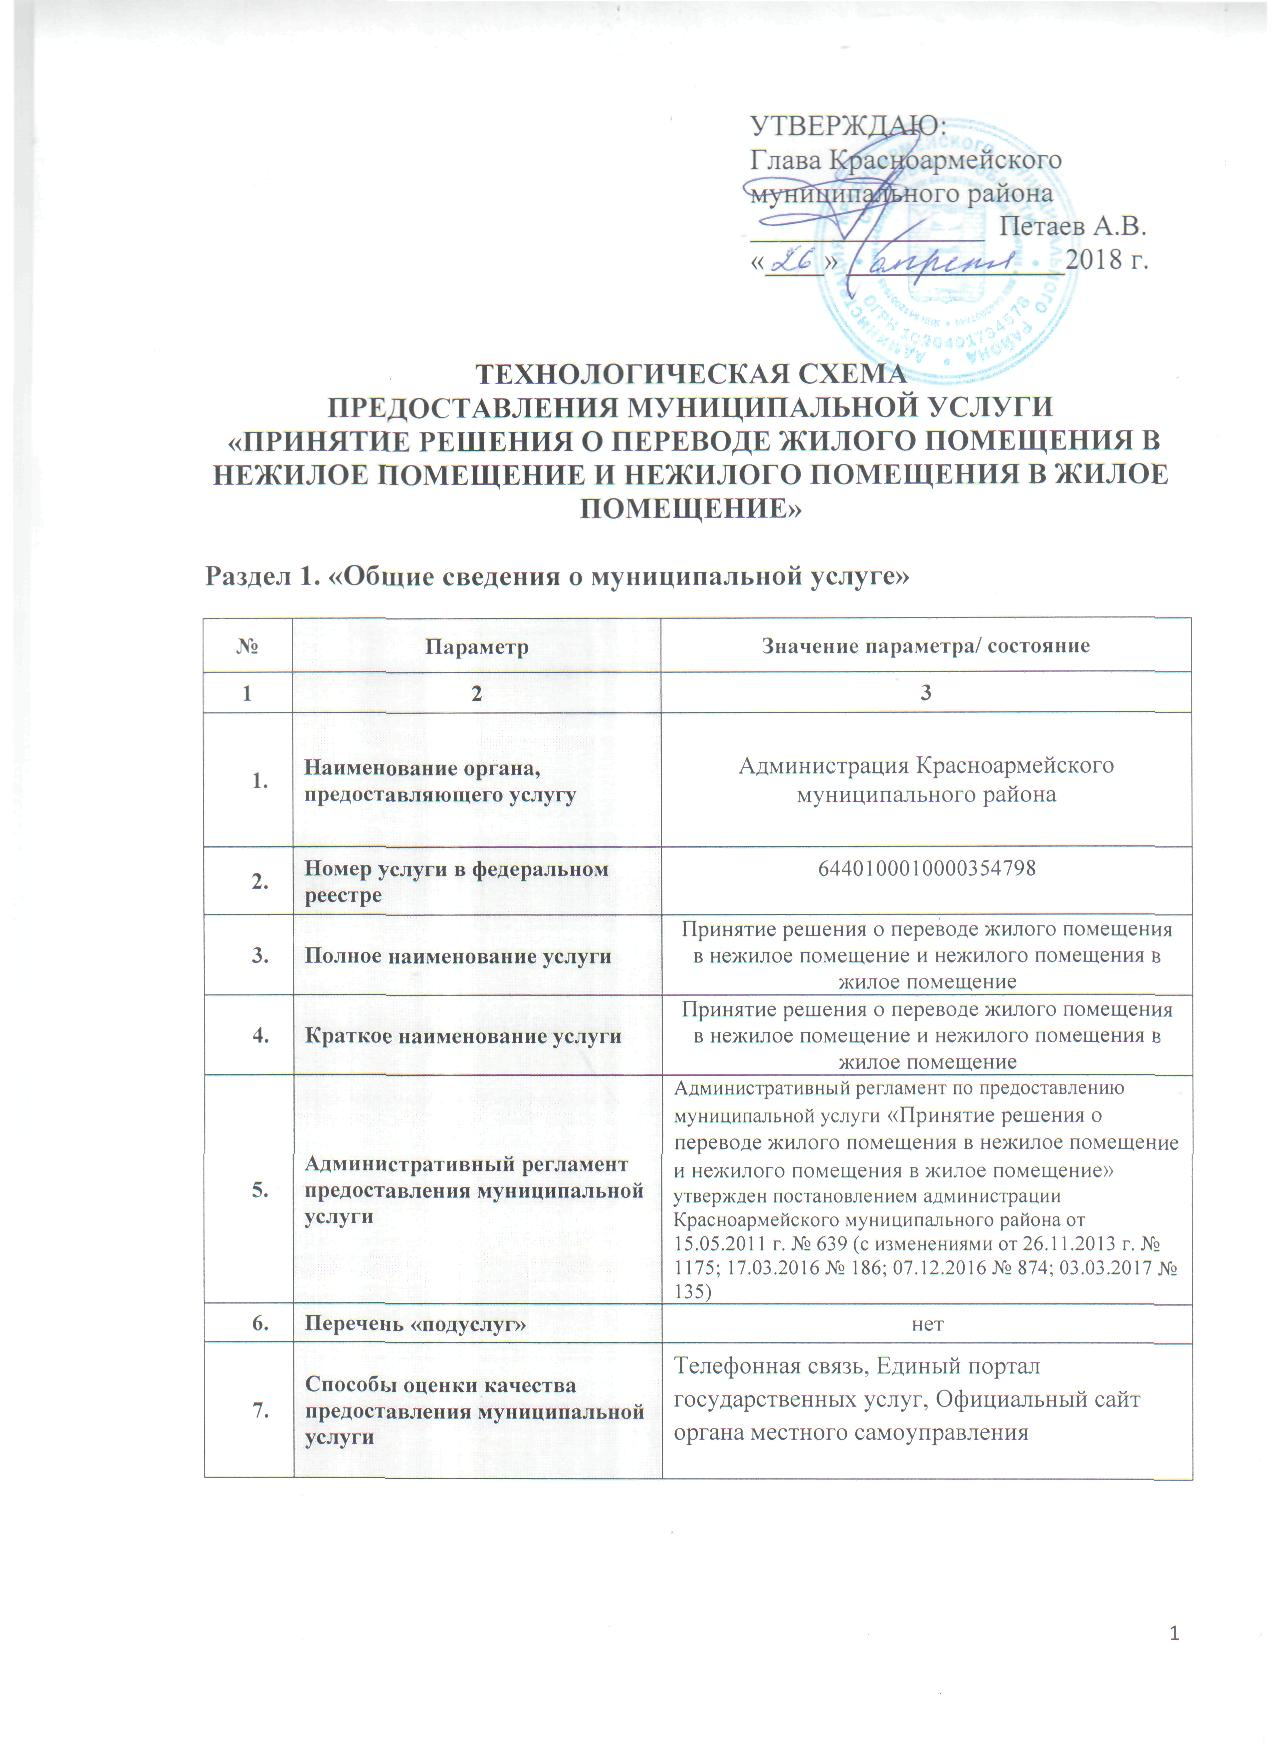 УТВЕРЖДАЮ:
Глава Красноармейского
муниципального района
Петаев А.В.
«26» апреля 2018 г.
ТЕХНОЛОГИЧЕСКАЯ СХЕМА
ПРЕДОСТАВЛЕНИЯ МУНИЦИПАЛЬНОЙ УСЛУГИ
«ПРИНЯТИЕ РЕШЕНИЯ О ПЕРЕВОДЕ ЖИЛОГО ПОМЕЩЕНИЯ В
НЕЖИЛОЕ ПОМЕЩЕНИЕ И НЕЖИЛОГО ПОМЕЩЕНИЯ В ЖИЛОЕ
ПОМЕЩЕНИЕ»
Раздел 1. «Общие сведения о муниципальной услуге»
№ Параметр Значение параметра/ состояние
1 2 3
1.
Наименование органа,
предоставляющего услугу
Администрация Красноармейского
муниципального района
2.
Номер услуги в федеральном
реестре
6440100010000354798
3.
Полное наименование услуги
Принятие решения о переводе жилого помещения
в нежилое помещение и нежилого помещения в
жилое помещение
4.
Краткое наименование услуги
Принятие решения о переводе жилого помещения
в нежилое помещение и нежилого помещения в
жилое помещение
5.
Административный регламент
предоставления муниципальной
услуги
Административный регламент по предоставлению
муниципальной услуги «Принятие решения о
переводе жилого помещения в нежилое помещение
и нежилого помещения в жилое помещение»
утвержден постановлением администрации
Красноармейского муниципального района от
15.05.2011 г. № 639 (с изменениями от 26.11.2013 г. №
1175; 17.03.2016 № 186; 07.12.2016 № 874; 03.03.2017 №
135)
6.
Перечень «подуслуг»
нет
7.
Способы оценки качества
предоставления муниципальной
услуги
Телефонная связь, Единый портал
государственных услуг, Официальный сайт
органа местного самоуправления
1